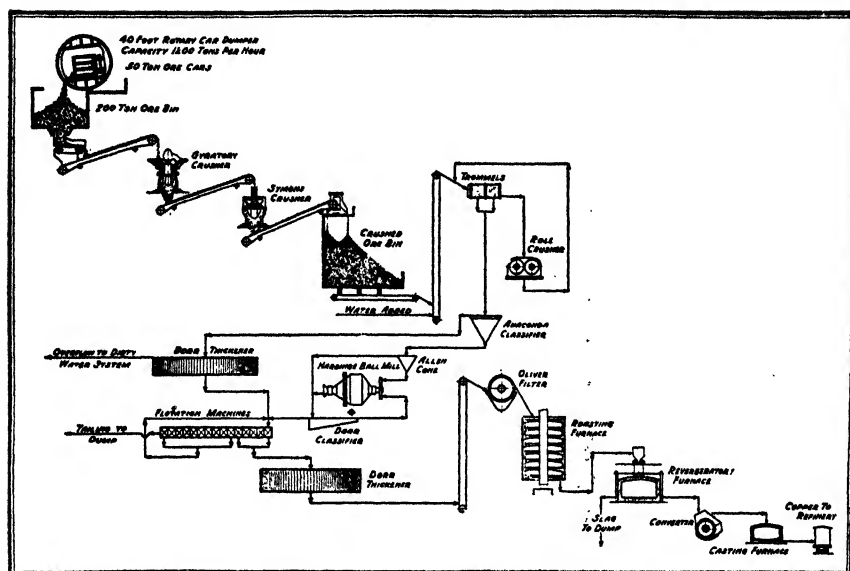 40 FOOT ROTARY CAR DUMPER
CAPACITY 1200 TONS PER HOUR
50 TON ORE CARS
200 TON ORE BIN
GYRATORY
CRUSHER
SYMONS
CRUSHER
CRUSHED
ORE BIN
TROMMELS
ROLL
CRUSHER
WATER ADDED
ANACONDA
CLASSIFIER
OVERFLOW TO DIRTY
WATER SYSTEM
DORR
THICKENER
HARDINGE BALL MILL
ALLEN
CONE
OLIVER
FILTER
FLOTATION MACHINES
TAILING TO
DUMP
DORR
CLASSIFIER
ROASTING
FURNACE
DORR
THICKENER
REVERBERATORY
FURNACE
SLAG
TO DUMP
CONVERTER
COPPER TO
REFINERY
CASTING FURNACE